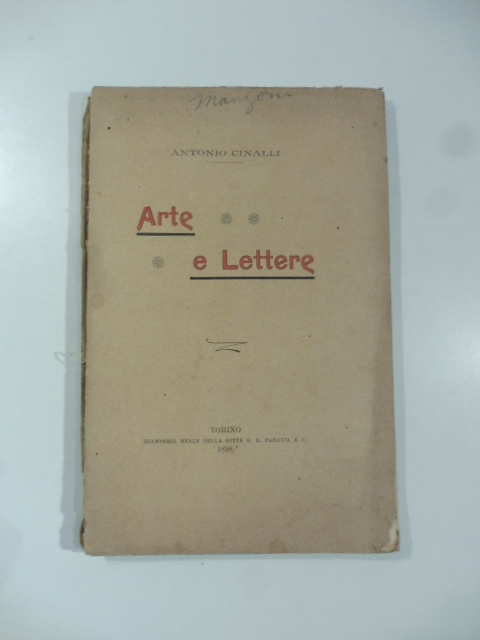 Manzoni
ANTONIO CINALLI
Arte
e Lettere
TORINO
STAMPERIA REALE DELLA DITTA G. B. PARAVIA E C.
1898